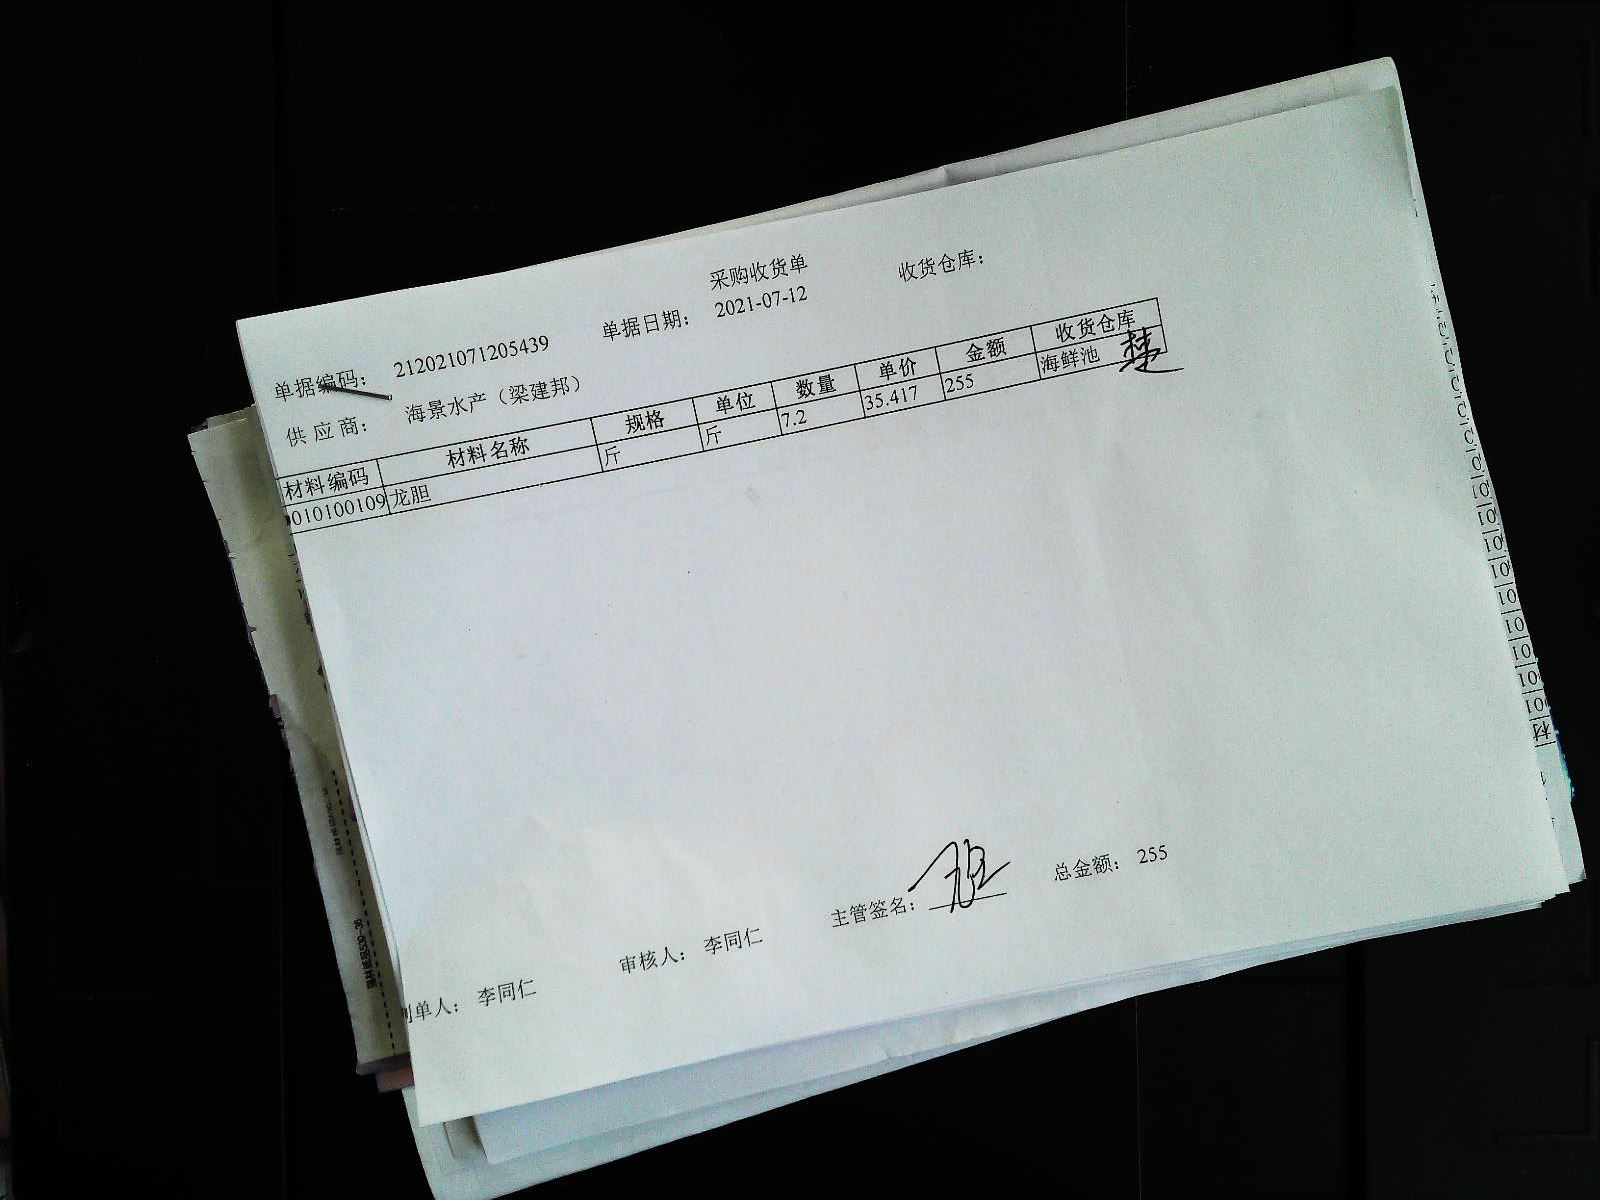 采购收货单
单据编码： 212021071205439 单据日期： 2021-07-12 收货仓库：
供 应 商： 海景水产（梁建邦）
材料编码 材料名称 规格 单位 数量 单价 金额 收货仓库
010100109 龙胆 斤 斤 7.2 35.417 255 海鲜池
制单人： 李同仁 审核人： 李同仁 主管签名： 总金额： 255